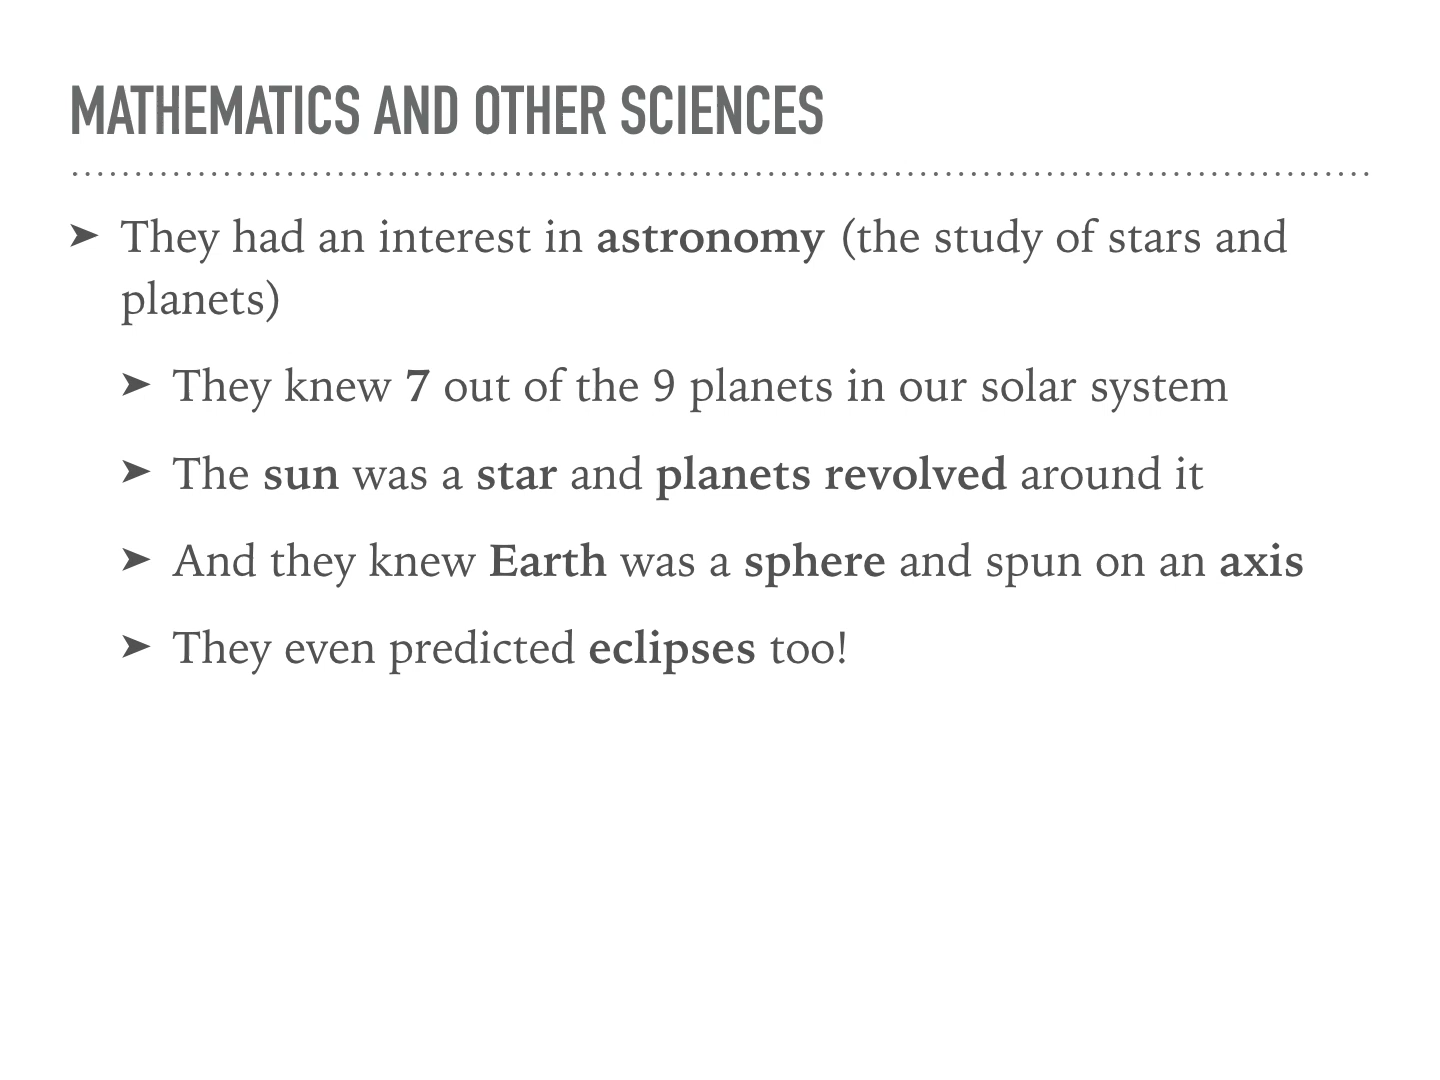 MATHEMATICS AND OTHER SCIENCES
➤ They had an interest in astronomy (the study of stars and
planets)
➤ They knew 7 out of the 9 planets in our solar system
➤ The sun was a star and planets revolved around it
➤ And they knew Earth was a sphere and spun on an axis
➤ They even predicted eclipses too!